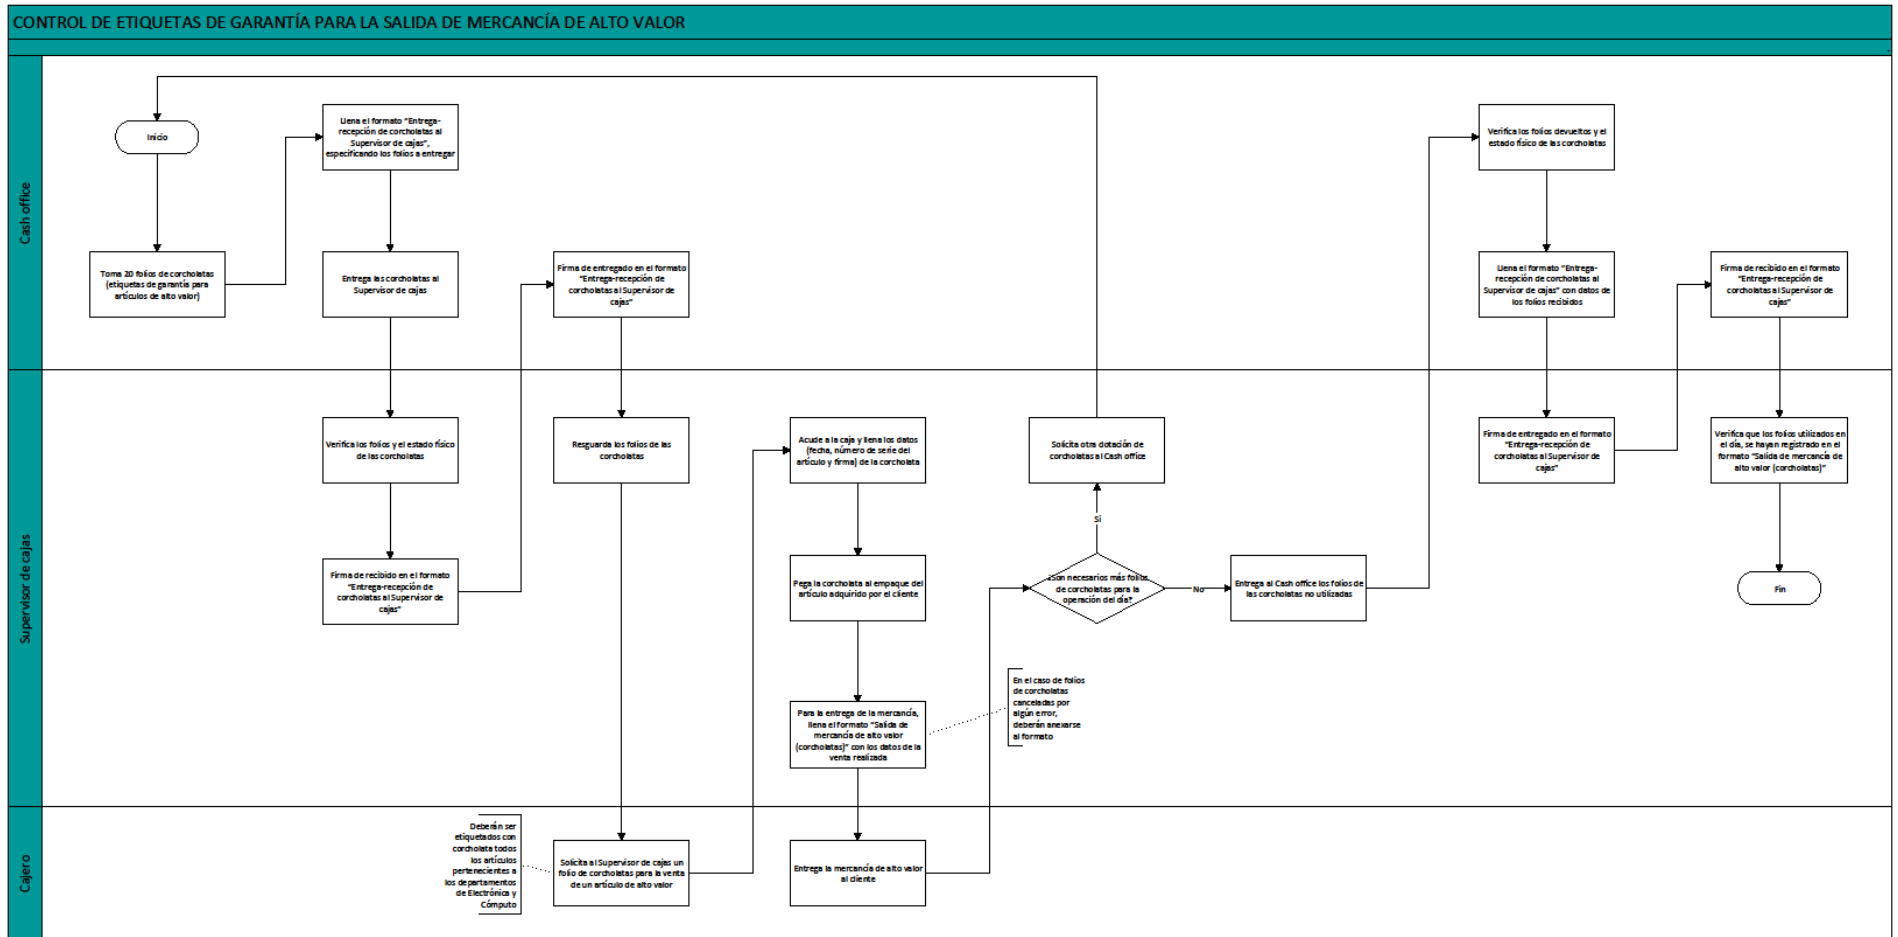 CONTROL DE ETIQUETAS DE GARANTÍA PARA LA SALIDA DE MERCANCÍA DE ALTO VALOR
Cash office
Inicio
Toma 20 folios de corcholatas
(etiquetas de garantía para
artículos de alto valor)
Llena el formato "Entrega-
recepción de corcholatas al
Supervisor de cajas",
especificando los folios a entregar
Entrega las corcholatas al
Supervisor de cajas
Firma de entregado en el formato
"Entrega-recepción de
corcholatas al Supervisor de
cajas"
Verifica los folios devueltos y el
estado físico de las corcholatas
Llena el formato "Entrega-
recepción de corcholatas al
Supervisor de cajas" con datos de
los folios recibidos
Firma de recibido en el formato
"Entrega-recepción de
corcholatas al Supervisor de
cajas"
Supervisor de cajas
Verifica los folios y el estado físico
de las corcholatas
Firma de recibido en el formato
"Entrega-recepción de
corcholatas al Supervisor de
cajas"
Resguarda los folios de las
corcholatas
Acude a la caja y llena los datos
(fecha, número de serie del
artículo y firma) de la corcholata
Pega la corcholata al empaque del
artículo adquirido por el cliente
Para la entrega de la mercancía,
llena el formato "Salida de
mercancía de alto valor
(corcholatas)" con los datos de la
venta realizada
En el caso de folios
de corcholatas
canceladas por
algún error,
deberán anexarse
al formato
Solicita otra dotación de
corcholatas al Cash office
Sí
¿Son necesarios más folios
de corcholatas para la
operación del día?
No
Entrega al Cash office los folios de
las corcholatas no utilizadas
Firma de entregado en el formato
"Entrega-recepción de
corcholatas al Supervisor de
cajas"
Verifica que los folios utilizados en
el día, se hayan registrado en el
formato "Salida de mercancía de
alto valor (corcholatas)"
Fin
Cajero
Deberán ser
etiquetados con
corcholata todos
los artículos
pertenecientes a
los departamentos
de Electrónica y
Cómputo
Solicita al Supervisor de cajas un
folio de corcholatas para la venta
de un artículo de alto valor
Entrega la mercancía de alto valor
al cliente